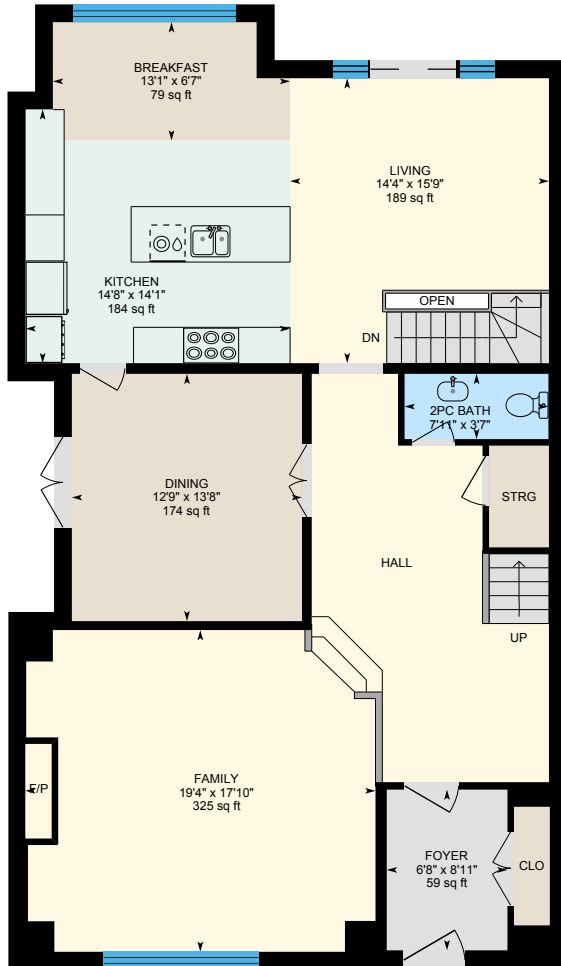 BREAKFAST
13'1" x 6'7"
79 sq ft
LIVING
14'4" x 15'9"
189 sq ft
KITCHEN
14'8" x 14'1"
184 sq ft
OPEN
DN
2PC BATH
7'11" x 3'7"
DINING
12'9" x 13'8"
174 sq ft
STRG
HALL
UP
FAMILY
19'4" x 17'10"
325 sq ft
F/P
FOYER
6'8" x 8'11"
59 sq ft
CLO